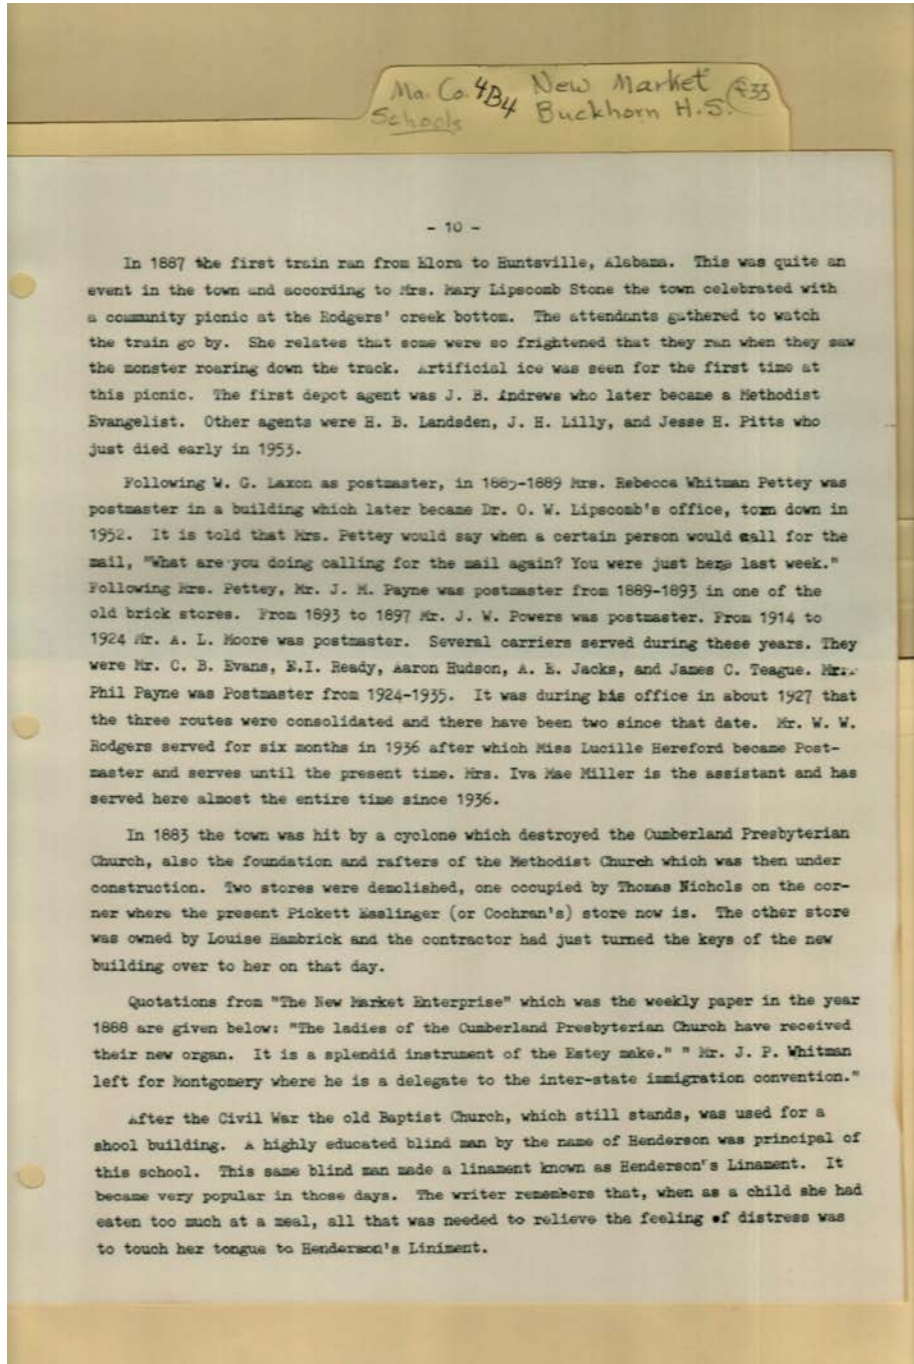 Ma. Co. 4B4 New Market 433
Schools Buckhorn H.S.
- 10 -
In 1887 the first train ran from Elora to Huntsville, Alabama. This was quite an
event in the town and according to Mrs. Mary Lipscomb Stone the town celebrated with
a community picnic at the Rodgers' creek bottom. The attendants gathered to watch
the train go by. She relates that some were so frightened that they ran when they saw
the monster roaring down the track. Artificial ice was seen for the first time at
this picnic. The first depot agent was J. B. Andrews who later became a Methodist
Evangelist. Other agents were H. B. Landsden, J. H. Lilly, and Jesse H. Pitts who
just died early in 1953.
Following W. G. Laxon as postmaster, in 1885-1889 Mrs. Rebecca Whitman Pettey was
postmaster in a building which later became Dr. O. W. Lipscomb's office, torn down in
1952. It is told that Mrs. Pettey would say when a certain person would call for the
mail, "What are you doing calling for the mail again? You were just here last week."
Following Mrs. Pettey, Mr. J. M. Payne was postmaster from 1889-1893 in one of the
old brick stores. From 1893 to 1897 Mr. J. W. Powers was postmaster. From 1914 to
1924 Mr. A. L. Moore was postmaster. Several carriers served during these years. They
were Mr. C. B. Evans, E.I. Ready, Aaron Hudson, A. E. Jacks, and James C. Teague. Mr.
Phil Payne was Postmaster from 1924-1935. It was during his office in about 1927 that
the three routes were consolidated and there have been two since that date. Mr. W. W.
Rodgers served for six months in 1936 after which Miss Lucille Hereford became Post-
master and serves until the present time. Mrs. Iva Mae Miller is the assistant and has
served here almost the entire time since 1936.
In 1883 the town was hit by a cyclone which destroyed the Cumberland Presbyterian
Church, also the foundation and rafters of the Methodist Church which was then under
construction. Two stores were demolished, one occupied by Thomas Nichols on the cor-
ner where the present Pickett Esslinger (or Cochran's) store now is. The other store
was owned by Louise Hambrick and the contractor had just turned the keys of the new
building over to her on that day.
Quotations from "The New Market Enterprise" which was the weekly paper in the year
1888 are given below: "The ladies of the Cumberland Presbyterian Church have received
their new organ. It is a splendid instrument of the Estey make." " Mr. J. P. Whitman
left for Montgomery where he is a delegate to the inter-state immigration convention."
After the Civil War the old Baptist Church, which still stands, was used for a
shool building. A highly educated blind man by the name of Henderson was principal of
this school. This same blind man made a linament known as Henderson's Linament. It
became very popular in those days. The writer remembers that, when as a child she had
eaten too much at a meal, all that was needed to relieve the feeling of distress was
to touch her tongue to Henderson's Liniment.